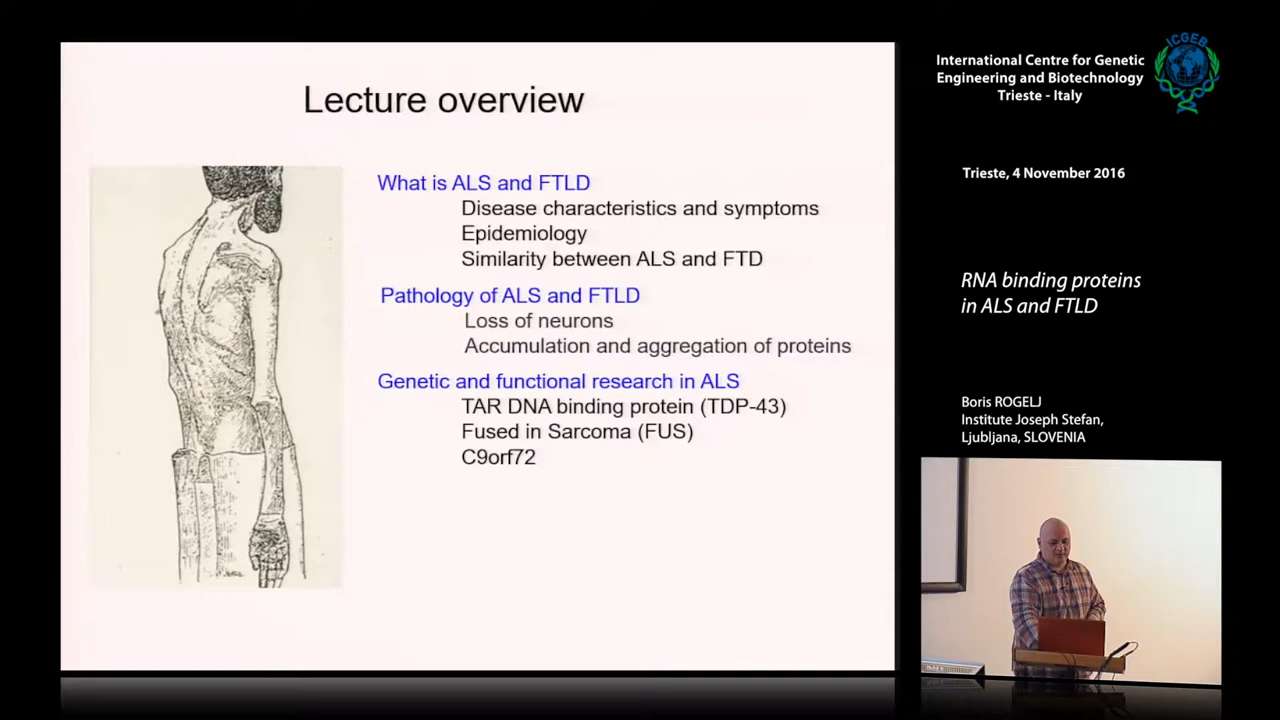 Lecture overview
What is ALS and FTLD
Disease characteristics and symptoms
Epidemiology
Similarity between ALS and FTD
Pathology of ALS and FTLD
Loss of neurons
Accumulation and aggregation of proteins
Genetic and functional research in ALS
TAR DNA binding protein (TDP-43)
Fused in Sarcoma (FUS)
C9orf72
International Centre for Genetic
Engineering and Biotechnology
Trieste - Italy
ICGEB
Trieste, 4 November 2016
RNA binding proteins
in ALS and FTLD
Boris ROGELJ
Institute Joseph Stefan,
Ljubljana, SLOVENIA